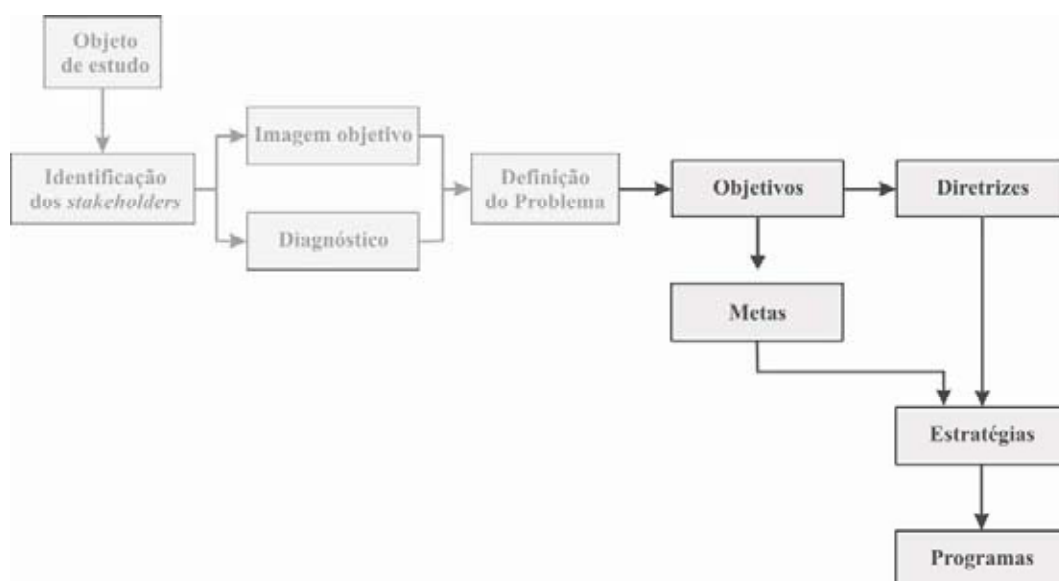 Objeto
de estudo
Identificação
dos stakeholders
Imagem objetivo
Diagnóstico
Definição
do Problema
Objetivos
Diretrizes
Metas
Estratégias
Programas